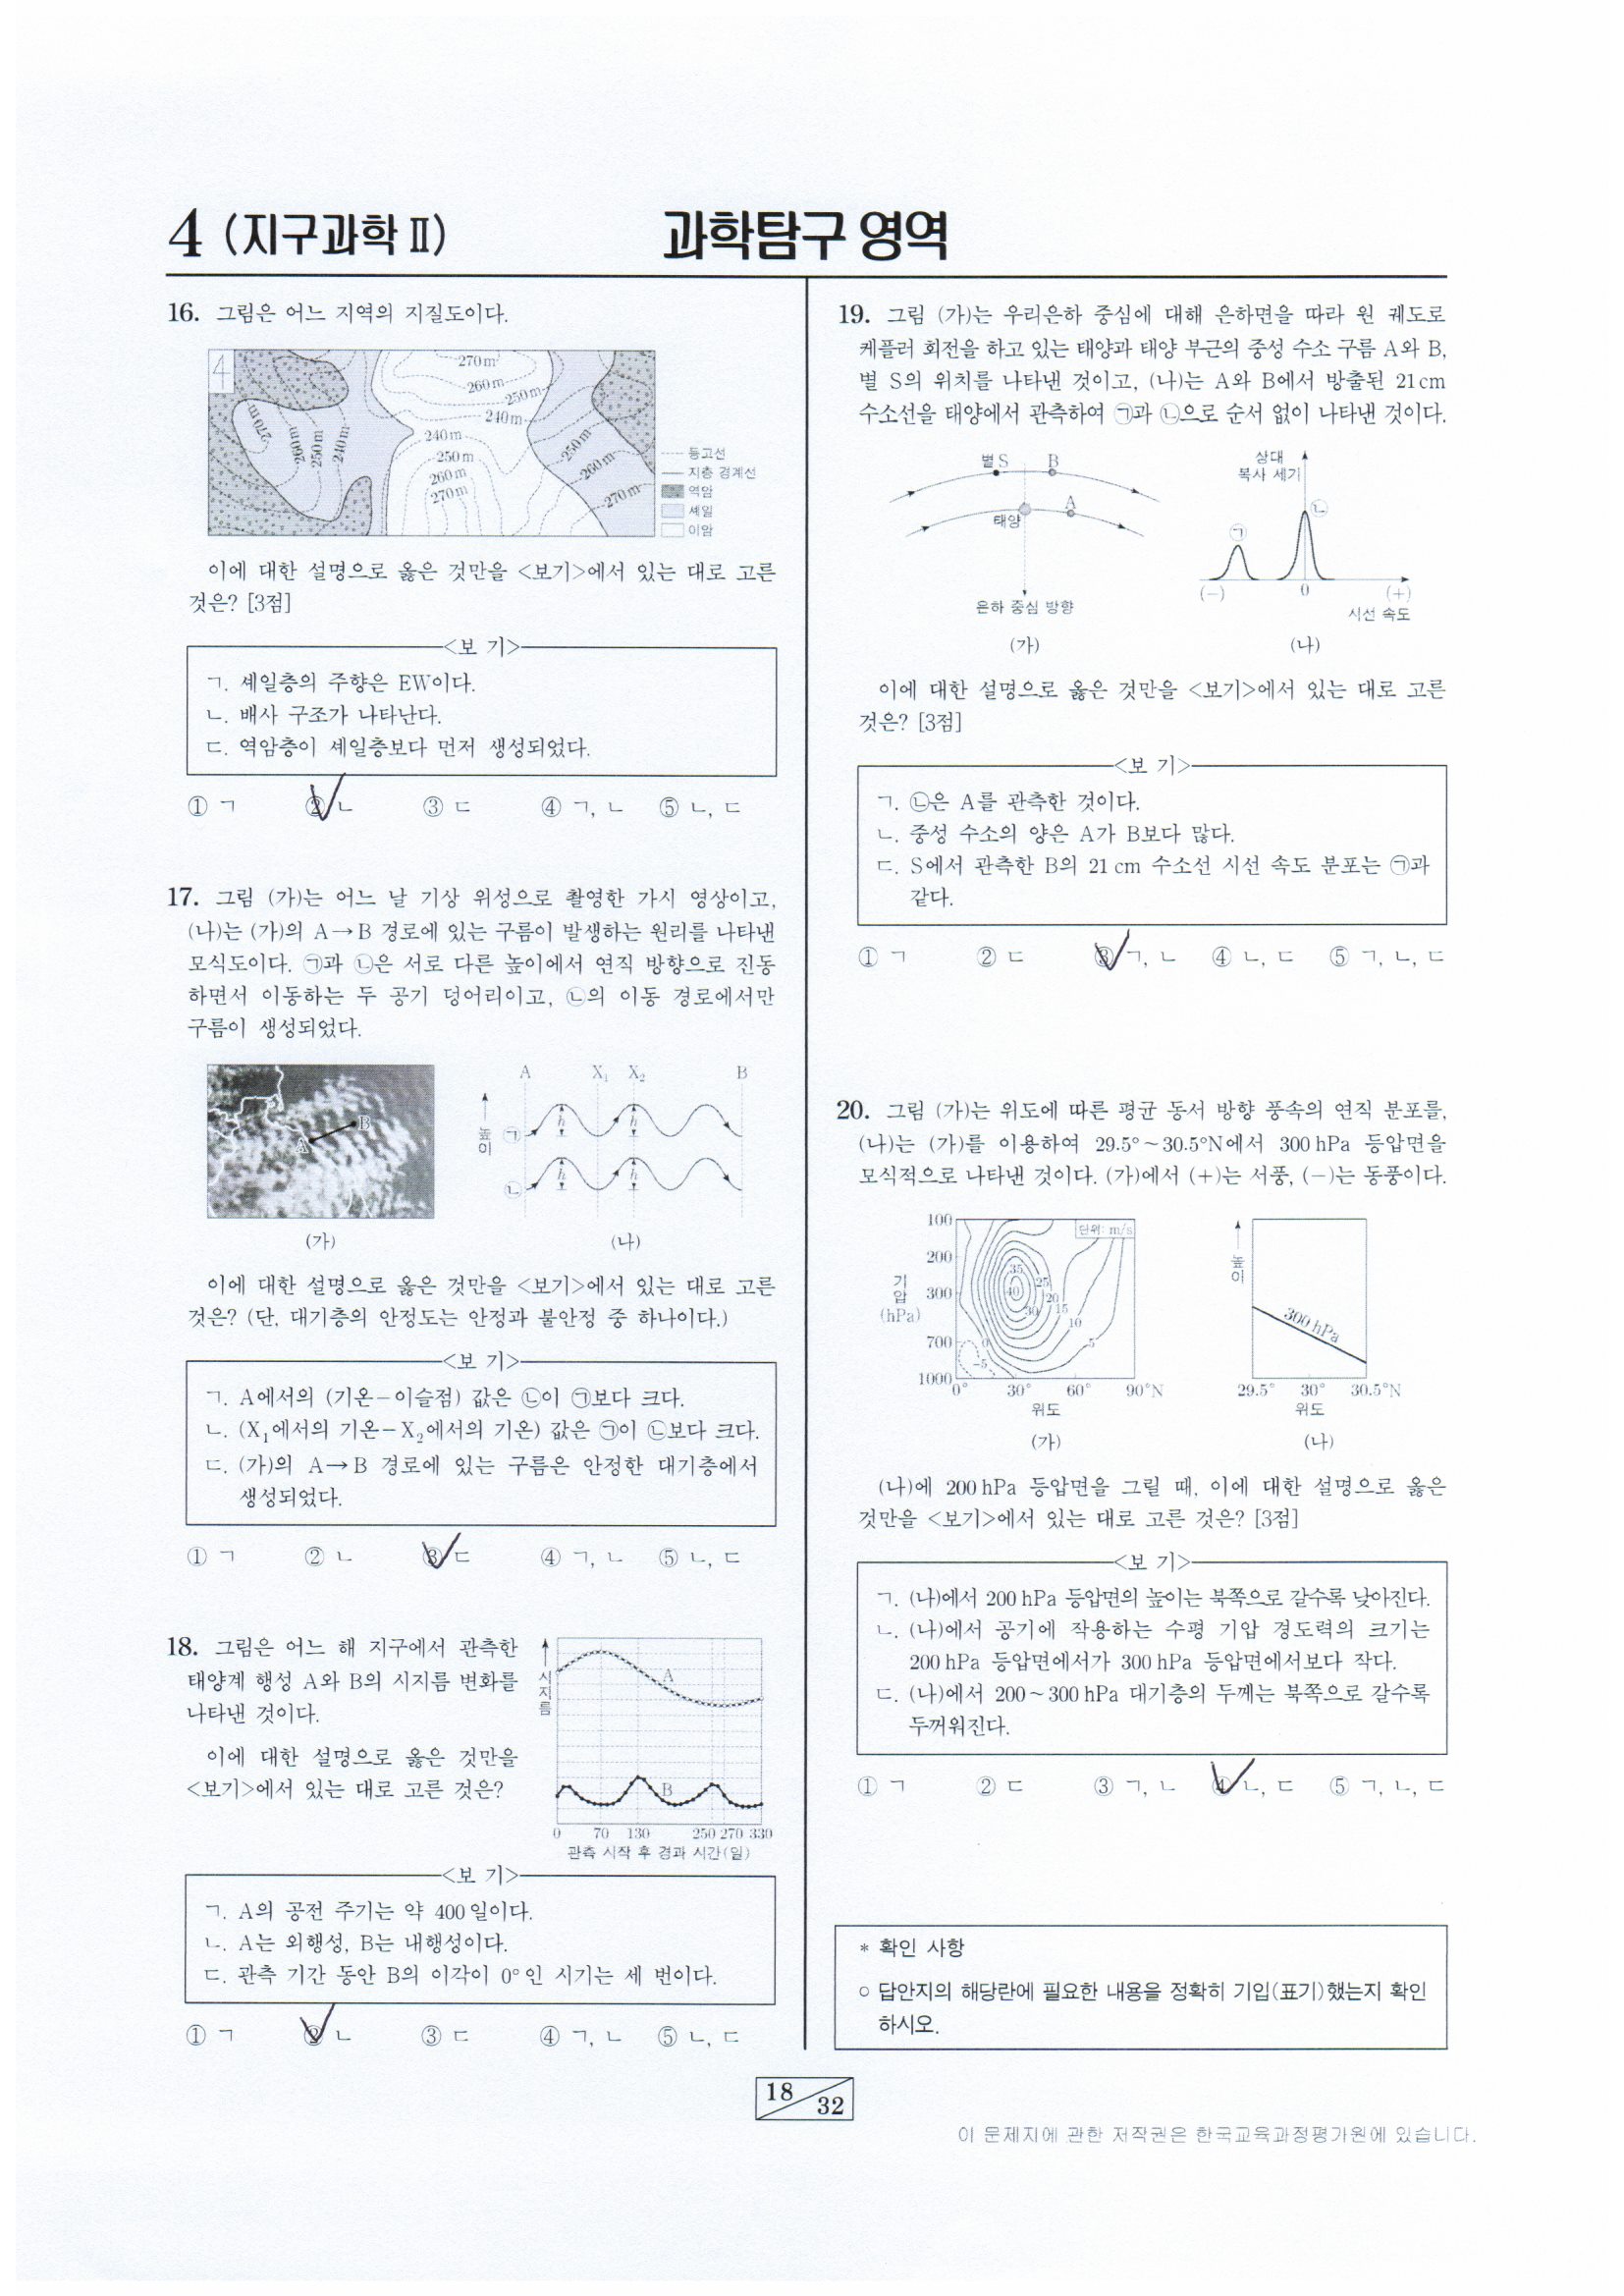 4 (지구과학Ⅱ)
과학탐구 영역
16. 그림은 어느 지역의 지질도이다.
4
270m
260m
250m
240m
240m
250m
260m
270m
270m
260m
250m
240m
250m
260m
270m
등고선
지층 경계선
역암
셰일
이암
이에 대한 설명으로 옳은 것만을 <보기>에서 있는 대로 고른
것은? [3점]
<보 기>
ㄱ. 셰일층의 주향은 EW이다.
ㄴ. 배사 구조가 나타난다.
ㄷ. 역암층이 셰일층보다 먼저 생성되었다.
① ㄱ ② ㄴ ③ ㄷ ④ ㄱ, ㄴ ⑤ ㄴ, ㄷ
17. 그림 (가)는 어느 날 기상 위성으로 촬영한 가시 영상이고,
(나)는 (가)의 A→B 경로에 있는 구름이 발생하는 원리를 나타낸
모식도이다. ㉠과 ㉡은 서로 다른 높이에서 연직 방향으로 진동
하면서 이동하는 두 공기 덩어리이고, ㉡의 이동 경로에서만
구름이 생성되었다.
A B
(가)
A X₁ X₂ B
높이
㉠ h h
㉡ h h
(나)
이에 대한 설명으로 옳은 것만을 <보기>에서 있는 대로 고른
것은? (단, 대기층의 안정도는 안정과 불안정 중 하나이다.)
<보 기>
ㄱ. A에서의 (기온-이슬점) 값은 ㉡이 ㉠보다 크다.
ㄴ. (X₁에서의 기온-X₂에서의 기온) 값은 ㉠이 ㉡보다 크다.
ㄷ. (가)의 A→B 경로에 있는 구름은 안정한 대기층에서
생성되었다.
① ㄱ ② ㄴ ③ ㄷ ④ ㄱ, ㄴ ⑤ ㄴ, ㄷ
18. 그림은 어느 해 지구에서 관측한
태양계 행성 A와 B의 시지름 변화를
나타낸 것이다.
이에 대한 설명으로 옳은 것만을
<보기>에서 있는 대로 고른 것은?
시지름
A
B
0 70 130 250 270 330
관측 시작 후 경과 시간(일)
<보 기>
ㄱ. A의 공전 주기는 약 400일이다.
ㄴ. A는 외행성, B는 내행성이다.
ㄷ. 관측 기간 동안 B의 이각이 0°인 시기는 세 번이다.
① ㄱ ② ㄴ ③ ㄷ ④ ㄱ, ㄴ ⑤ ㄴ, ㄷ
19. 그림 (가)는 우리은하 중심에 대해 은하면을 따라 원 궤도로
케플러 회전을 하고 있는 태양과 태양 부근의 중성 수소 구름 A와 B,
별 S의 위치를 나타낸 것이고, (나)는 A와 B에서 방출된 21cm
수소선을 태양에서 관측하여 ㉠과 ㉡으로 순서 없이 나타낸 것이다.
별 S B
태양 A
은하 중심 방향
(가)
상대
복사 세기
㉠ ㉡
(-) 0 (+)
시선 속도
(나)
이에 대한 설명으로 옳은 것만을 <보기>에서 있는 대로 고른
것은? [3점]
<보 기>
ㄱ. ㉡은 A를 관측한 것이다.
ㄴ. 중성 수소의 양은 A가 B보다 많다.
ㄷ. S에서 관측한 B의 21 cm 수소선 시선 속도 분포는 ㉠과
같다.
① ㄱ ② ㄷ ③ ㄱ, ㄴ ④ ㄴ, ㄷ ⑤ ㄱ, ㄴ, ㄷ
20. 그림 (가)는 위도에 따른 평균 동서 방향 풍속의 연직 분포를,
(나)는 (가)를 이용하여 29.5°~30.5°N에서 300 hPa 등압면을
모식적으로 나타낸 것이다. (가)에서 (+)는 서풍, (-)는 동풍이다.
기압
(hPa)
100
200
300
700
1000
단위: m/s
35
40
30
25
20
15
10
5
0
-5
0° 30° 60° 90°N
위도
(가)
높이
300 hPa
29.5° 30° 30.5°N
위도
(나)
(나)에 200 hPa 등압면을 그릴 때, 이에 대한 설명으로 옳은
것만을 <보기>에서 있는 대로 고른 것은? [3점]
<보 기>
ㄱ. (나)에서 200 hPa 등압면의 높이는 북쪽으로 갈수록 낮아진다.
ㄴ. (나)에서 공기에 작용하는 수평 기압 경도력의 크기는
200 hPa 등압면에서가 300 hPa 등압면에서보다 작다.
ㄷ. (나)에서 200~300 hPa 대기층의 두께는 북쪽으로 갈수록
두꺼워진다.
① ㄱ ② ㄷ ③ ㄱ, ㄴ ④ ㄴ, ㄷ ⑤ ㄱ, ㄴ, ㄷ
* 확인 사항
○ 답안지의 해당란에 필요한 내용을 정확히 기입(표기)했는지 확인
하시오.
18 32
이 문제지에 관한 저작권은 한국교육과정평가원에 있습니다.